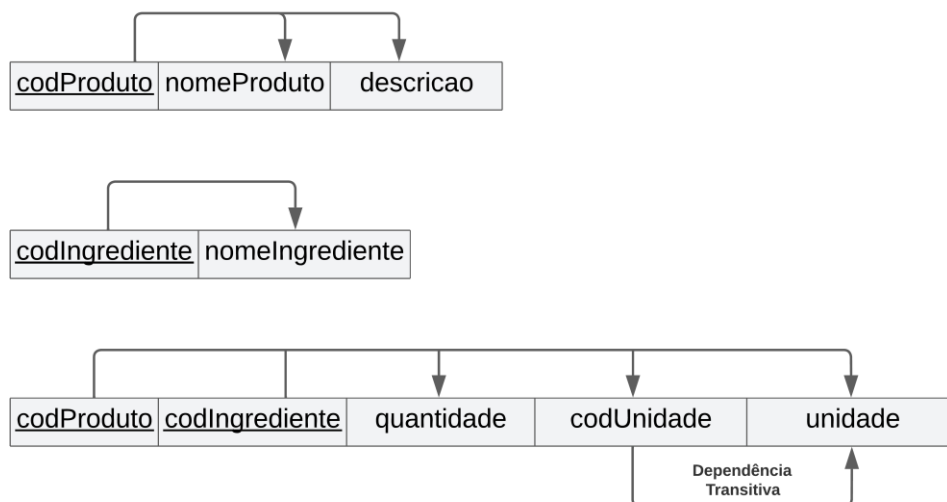 codProduto nomeProduto descricao
codIngrediente nomeIngrediente
codProduto codIngrediente quantidade codUnidade unidade
Dependência
Transitiva